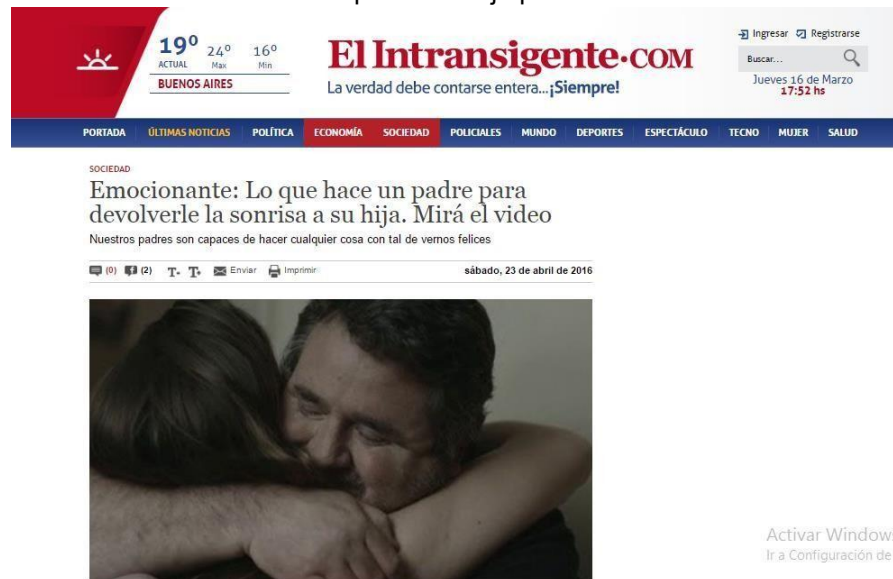 19º 24º 16º
ACTUAL Max Min
BUENOS AIRES
El Intransigente.COM
La verdad debe contarse entera...¡Siempre!
Ingresar Registrarse
Buscar...
Jueves 16 de Marzo
17:52 hs
PORTADA ÚLTIMAS NOTICIAS POLÍTICA ECONOMÍA SOCIEDAD POLICIALES MUNDO DEPORTES ESPECTÁCULO TECNO MUJER SALUD
SOCIEDAD
Emocionante: Lo que hace un padre para
devolverle la sonrisa a su hija. Mirá el video
Nuestros padres son capaces de hacer cualquier cosa con tal de vernos felices
(0) (2) T- T+ Enviar Imprimir sábado, 23 de abril de 2016
Activar Windows
Ir a Configuración de